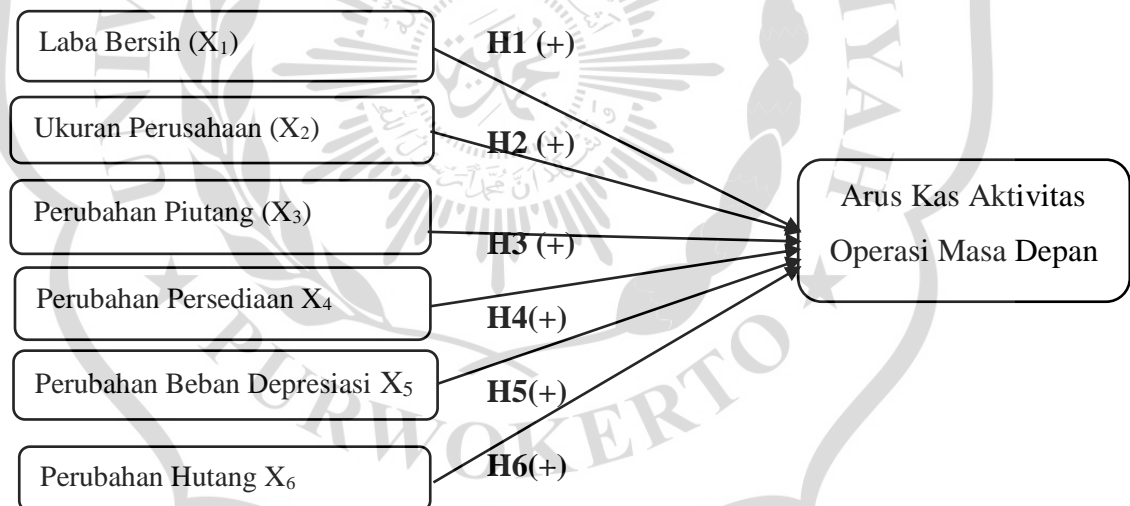 Laba Bersih (X₁)
H1 (+)
Ukuran Perusahaan (X₂)
H2 (+)
Perubahan Piutang (X₃)
H3 (+)
Perubahan Persediaan X₄
H4(+)
Perubahan Beban Depresiasi X₅
H5(+)
Perubahan Hutang X₆
H6(+)
Arus Kas Aktivitas
Operasi Masa Depan
PURWOKERTO